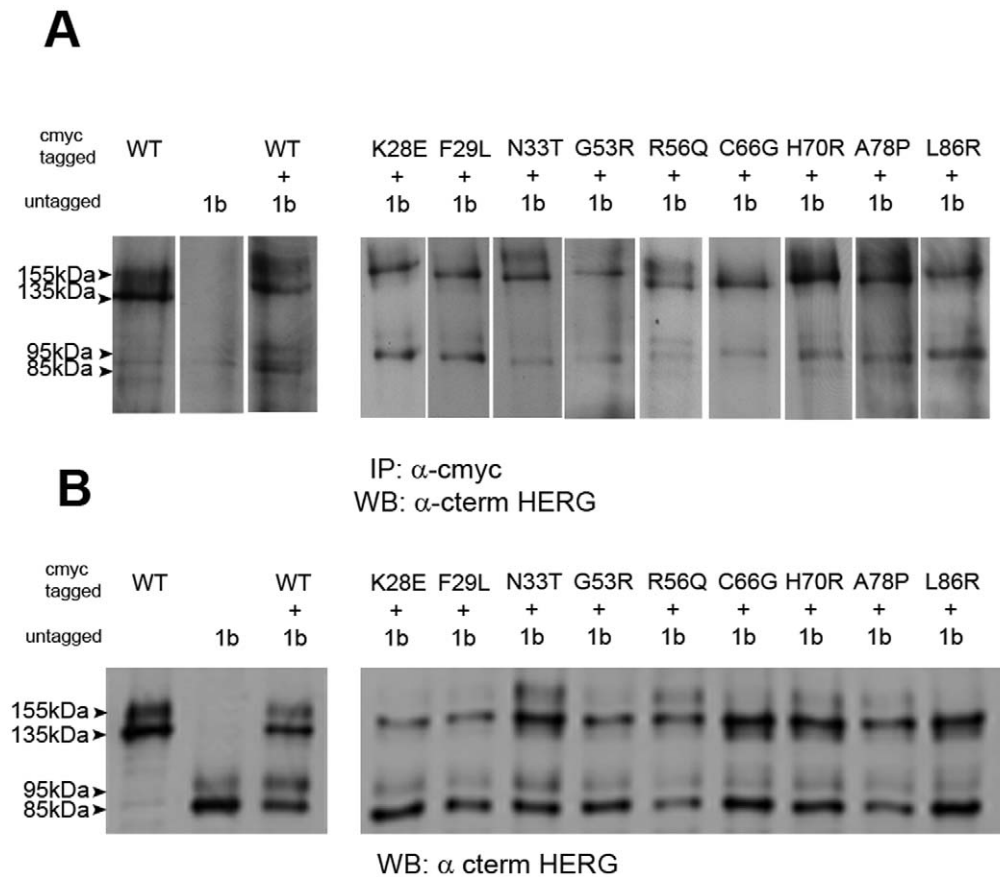 A
cmyc
tagged
WT WT K28E F29L N33T G53R R56Q C66G H70R A78P L86R
+ + + + + + + + + +
untagged 1b 1b 1b 1b 1b 1b 1b 1b 1b 1b 1b
155kDa
135kDa
95kDa
85kDa
IP: α-cmyc
WB: α-cterm HERG
B
cmyc
tagged
WT WT K28E F29L N33T G53R R56Q C66G H70R A78P L86R
+ + + + + + + + + +
untagged 1b 1b 1b 1b 1b 1b 1b 1b 1b 1b 1b
155kDa
135kDa
95kDa
85kDa
WB: α cterm HERG